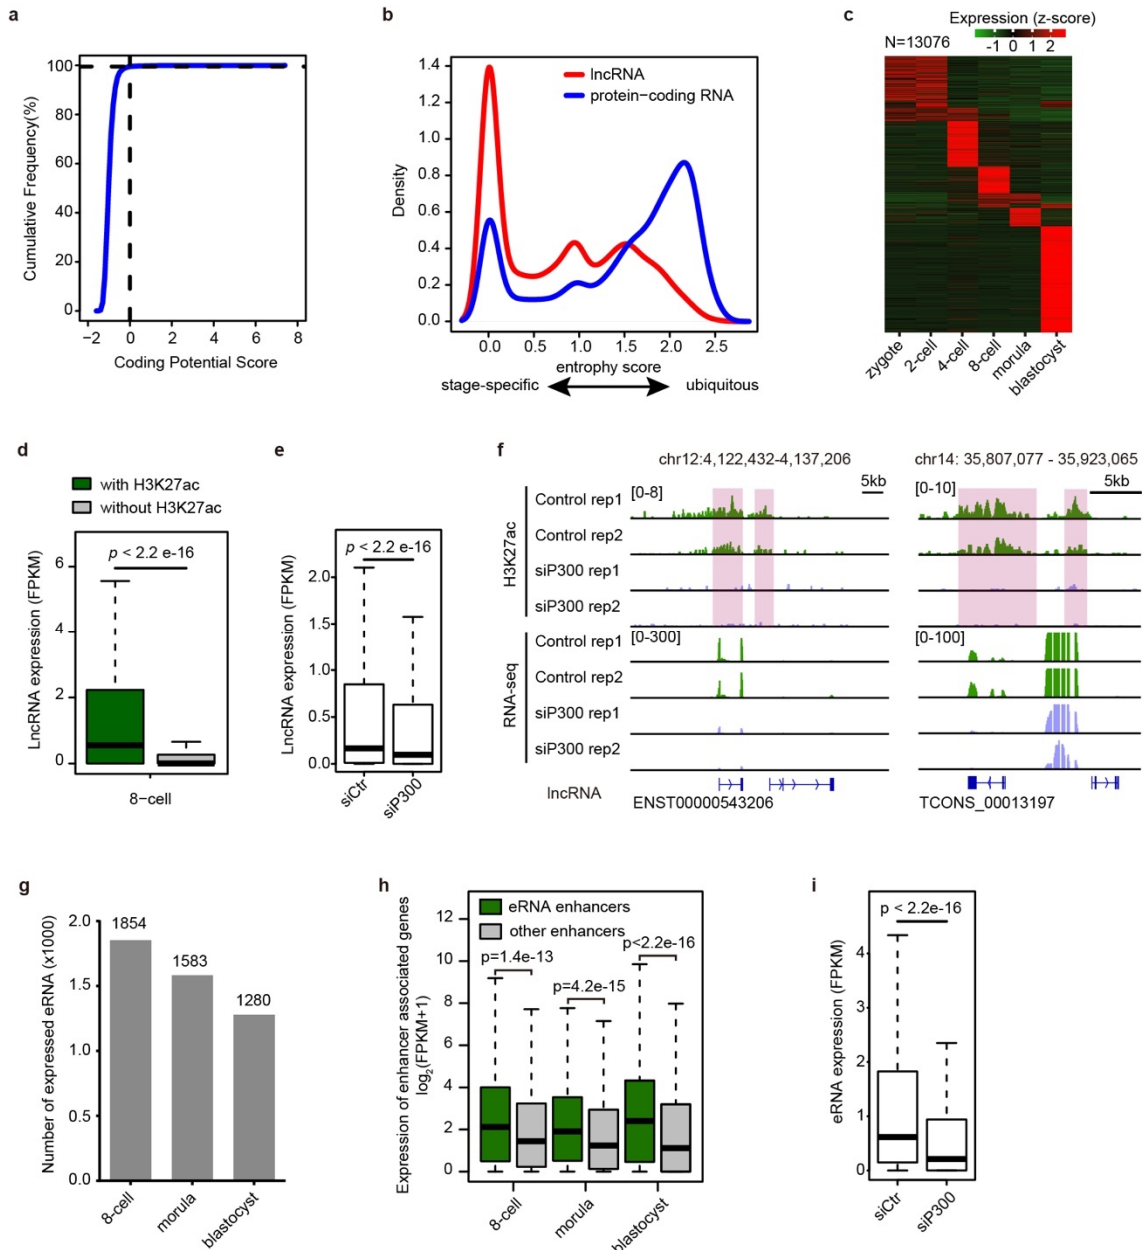 a
Cumulative Frequency(%)
100
80
60
40
20
0
−2 0 2 4 6 8
Coding Potential Score
b
Density
1.4
1.2
1.0
0.8
0.6
0.4
0.2
0.0
lncRNA
protein−coding RNA
0.0 0.5 1.0 1.5 2.0 2.5
entrophy score
stage-specific ubiquitous
c
Expression (z-score)
N=13076
-1 0 1 2
zygote
2-cell
4-cell
8-cell
morula
blastocyst
d
with H3K27ac
without H3K27ac
LncRNA expression (FPKM)
p < 2.2 e-16
6
4
2
0
8−cell
e
LncRNA expression (FPKM)
p < 2.2 e-16
2.0
1.5
1.0
0.5
0.0
siCtr
siP300
f
chr12:4,122,432-4,137,206
5kb
chr14: 35,807,077 - 35,923,065
5kb
H3K27ac
Control rep1
[0-8]
[0-10]
Control rep2
siP300 rep1
siP300 rep2
RNA-seq
Control rep1
[0-300]
[0-100]
Control rep2
siP300 rep1
siP300 rep2
lncRNA
ENST00000543206
TCONS_00013197
g
Number of expressed eRNA (x1000)
2.0
1.5
1.0
0.5
0.0
1854
1583
1280
8-cell
morula
blastocyst
h
Expression of enhancer associated genes
log2(FPKM+1)
12
10
8
6
4
2
0
eRNA enhancers
other enhancers
p=1.4e-13
p=4.2e-15
p<2.2e-16
8-cell
morula
blastocyst
i
eRNA expression (FPKM)
p < 2.2e-16
4
3
2
1
0
siCtr
siP300